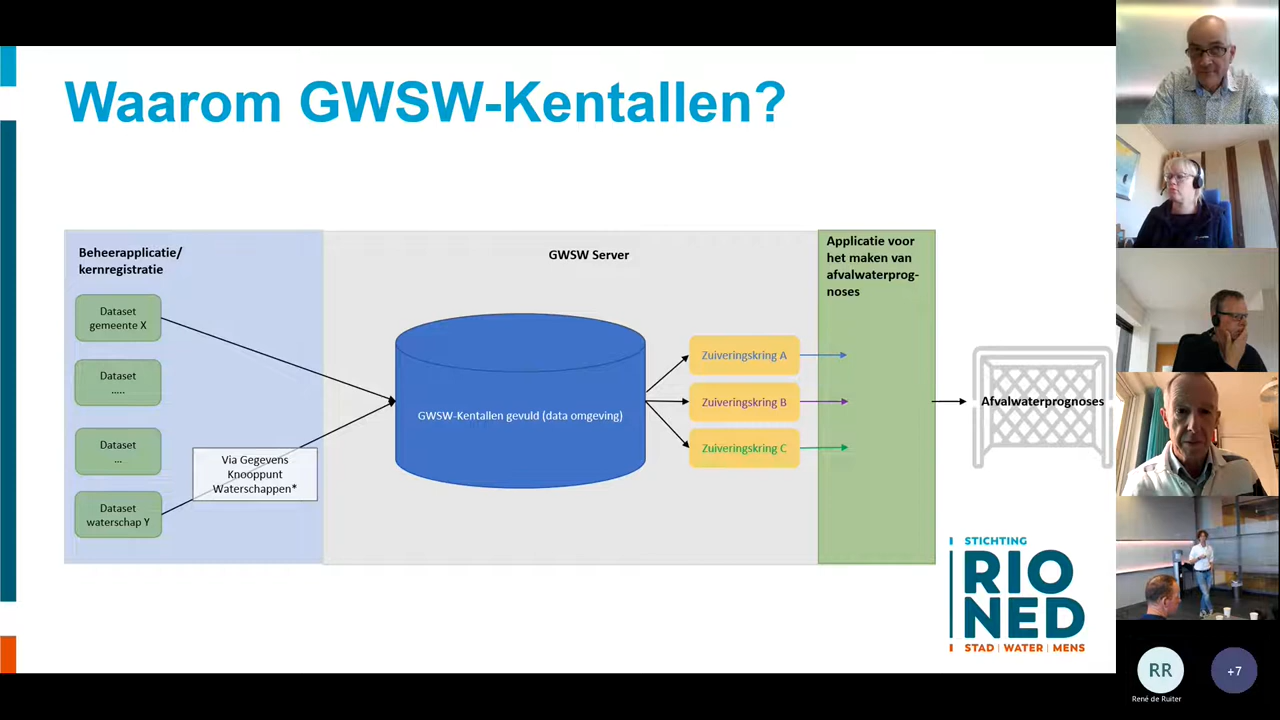 Waarom GWSW-Kentallen?
Beheerapplicatie/
kernregistratie
Dataset
gemeente X
Dataset
.....
Dataset
...
Dataset
waterschap Y
Via Gegevens
Knooppunt
Waterschappen*
GWSW Server
GWSW-Kentallen gevuld (data omgeving)
Zuiveringskring A
Zuiveringskring B
Zuiveringskring C
Applicatie voor
het maken van
afvalwaterprog-
noses
Afvalwaterprognoses
STICHTING
RIO
NED
STAD | WATER | MENS
RR
René de Ruiter
+7